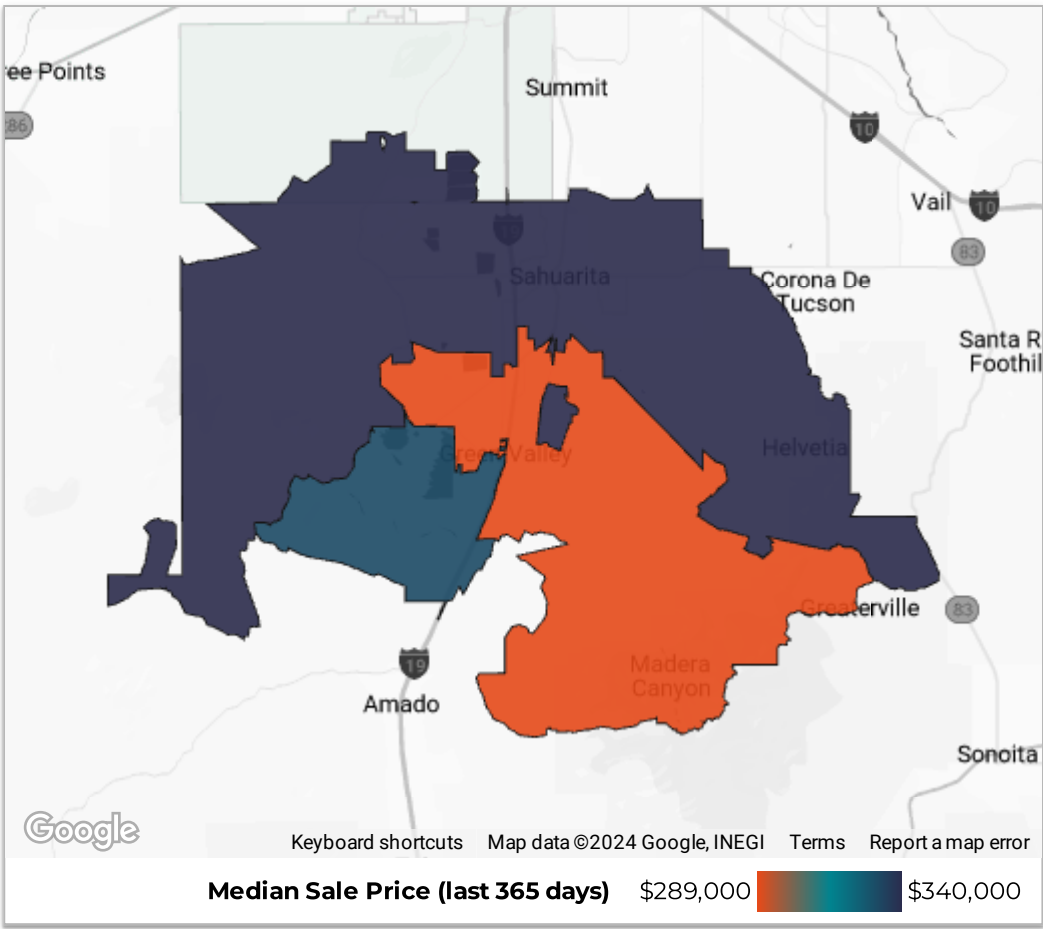 ree Points
Summit
86
10
Vail
10
83
19
Sahuarita
Corona De
Tucson
Santa R
Foothil
Helvetia
Green Valley
Greaterville
83
Madera
Canyon
19
Amado
Sonoita
Google
Keyboard shortcuts Map data ©2024 Google, INEGI Terms Report a map error
Median Sale Price (last 365 days) $289,000 $340,000